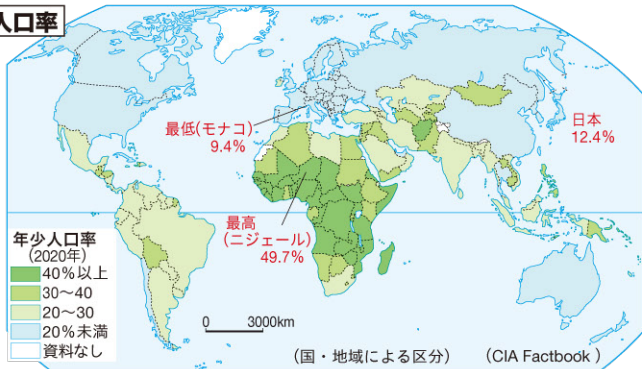 人口率
最低(モナコ)
9.4%
日本
12.4%
最高
(ニジェール)
49.7%
年少人口率
(2020年)
40%以上
30〜40
20〜30
20%未満
資料なし
0 3000km
(国・地域による区分) (CIA Factbook )